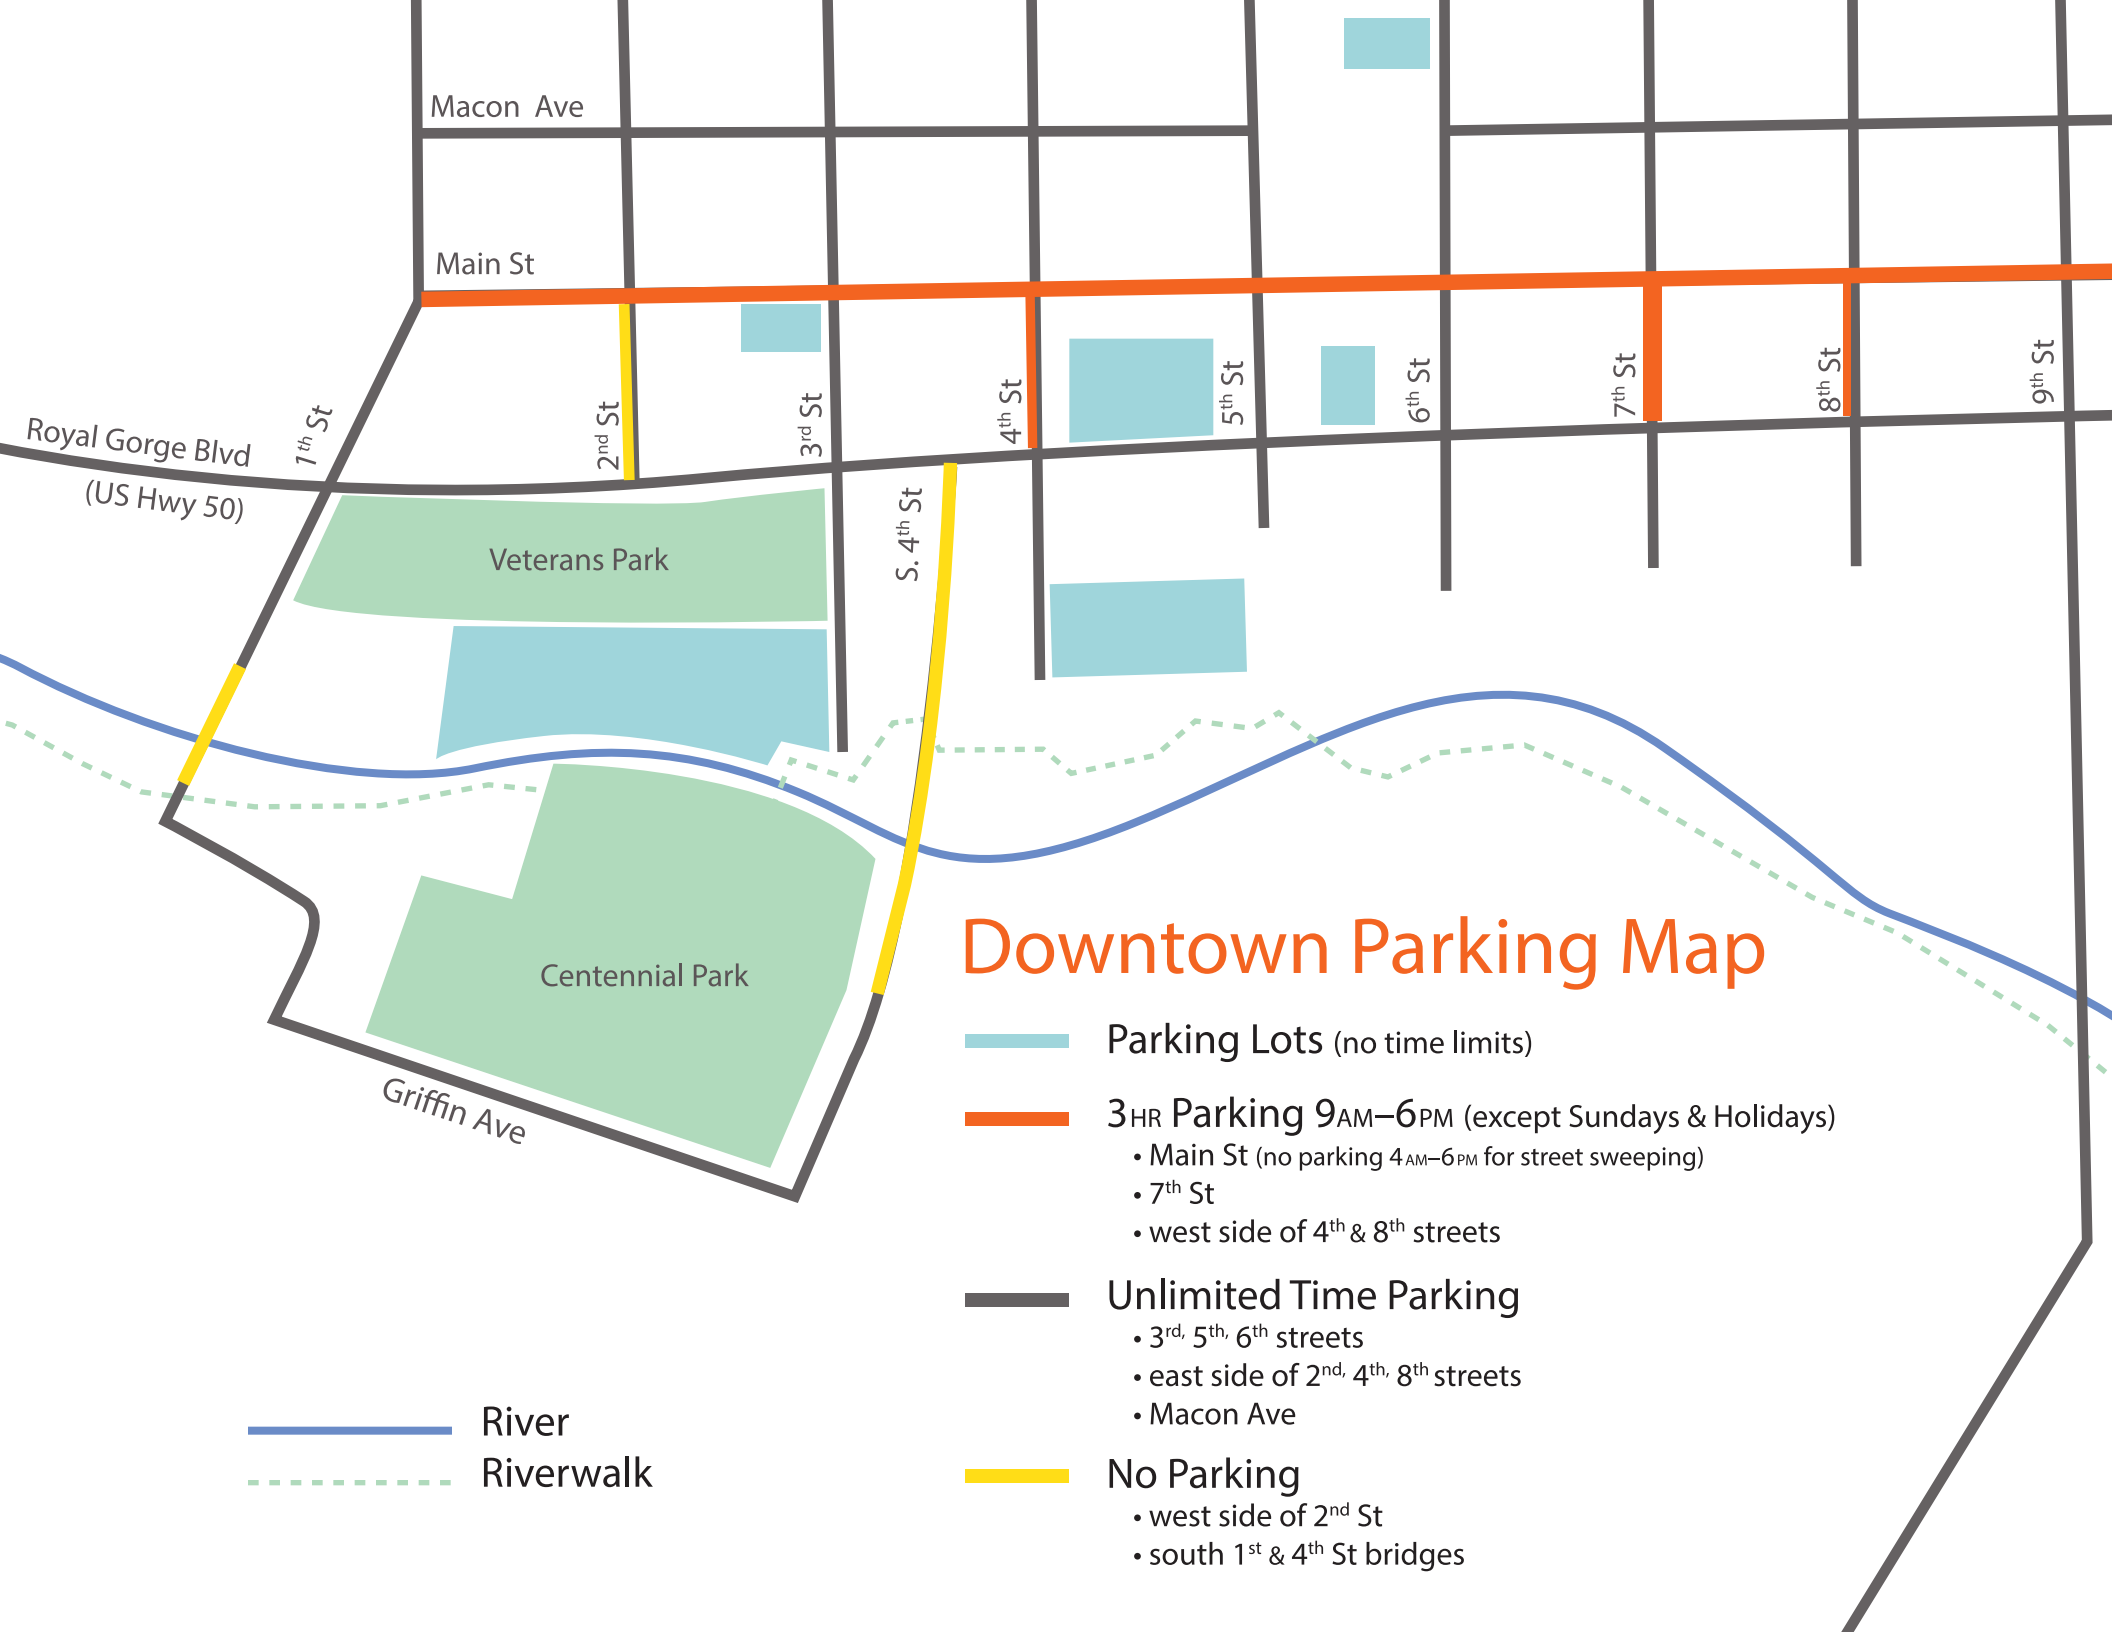 Macon Ave
Main St
Royal Gorge Blvd
(US Hwy 50)
1th St
2nd St
3rd St
4th St
5th St
6th St
7th St
8th St
9th St
S. 4th St
Veterans Park
Centennial Park
Griffin Ave
Downtown Parking Map
Parking Lots (no time limits)
3HR Parking 9AM–6PM (except Sundays & Holidays)
• Main St (no parking 4AM–6PM for street sweeping)
• 7th St
• west side of 4th & 8th streets
Unlimited Time Parking
• 3rd, 5th, 6th streets
• east side of 2nd, 4th, 8th streets
• Macon Ave
No Parking
• west side of 2nd St
• south 1st & 4th St bridges
River
Riverwalk